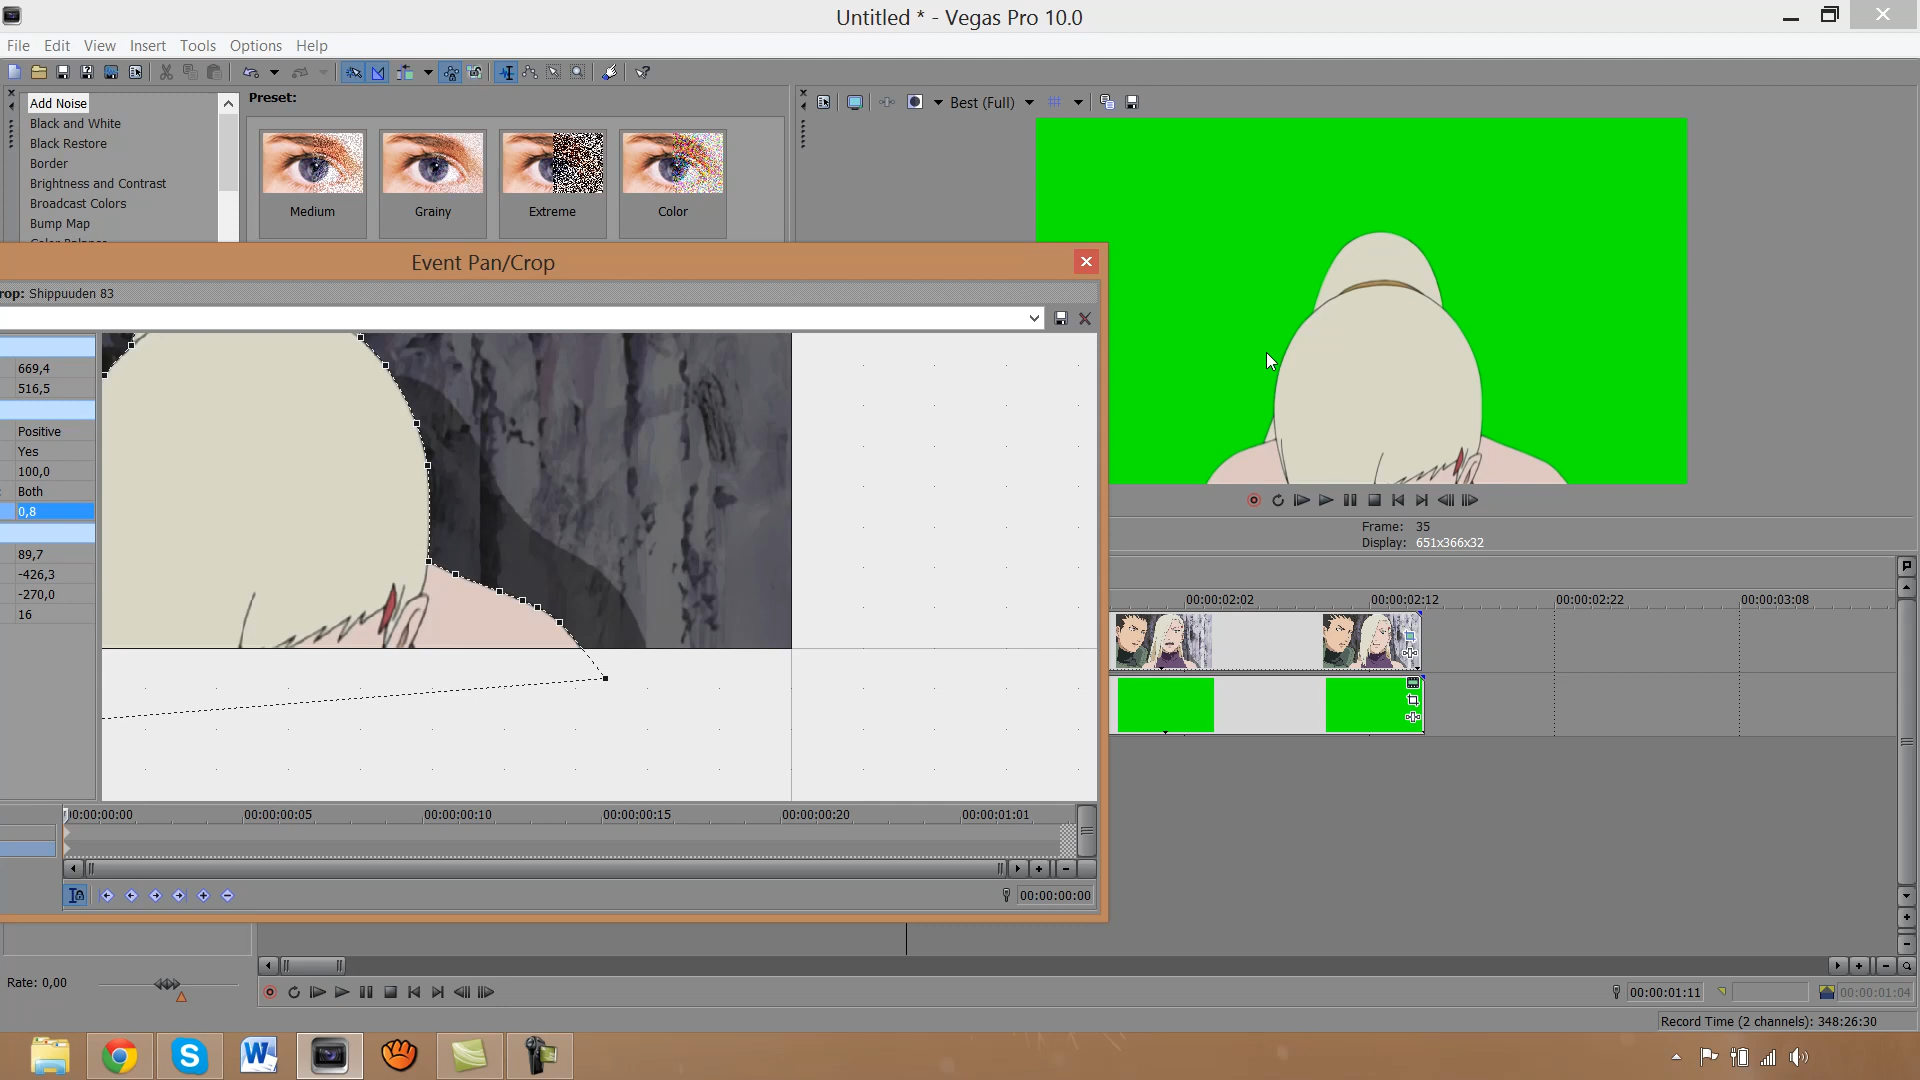 Untitled * - Vegas Pro 10.0
File Edit View Insert Tools Options Help
Add Noise
Black and White
Black Restore
Border
Brightness and Contrast
Broadcast Colors
Bump Map
Color Balance
Preset:
Medium Grainy Extreme Color
Best (Full)
Event Pan/Crop
rop: Shippuuden 83
669,4
516,5
Positive
Yes
100,0
Both
0,8
89,7
-426,3
-270,0
16
Frame: 35
Display: 651x366x32
00:00:02:02 00:00:02:12 00:00:02:22 00:00:03:08
00:00:00:00 00:00:00:05 00:00:00:10 00:00:00:15 00:00:00:20 00:00:01:01
00:00:00:00
Rate: 0,00
00:00:01:11
00:00:01:04
Record Time (2 channels): 348:26:30